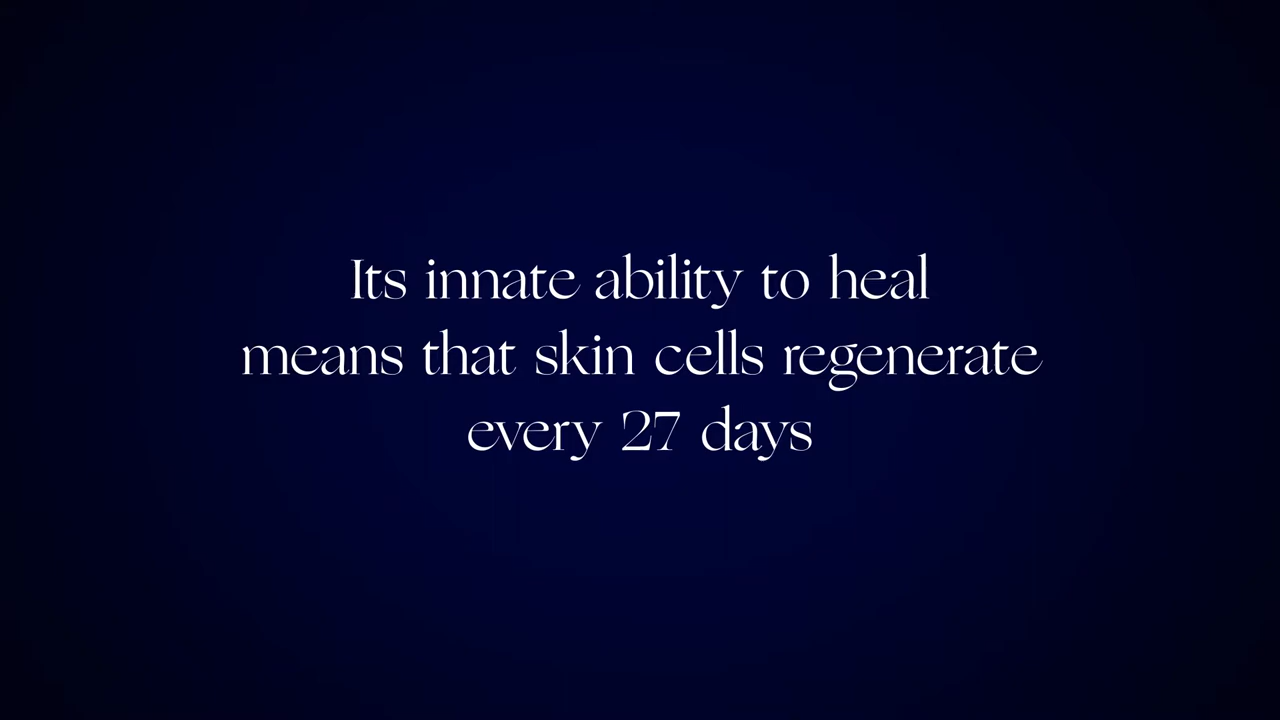 Its innate ability to heal
means that skin cells regenerate
every 27 days